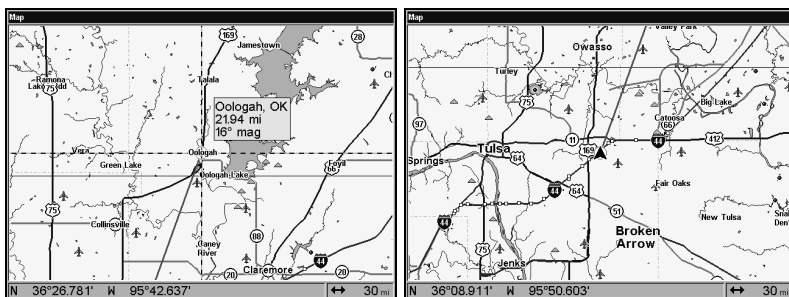 Map
169
28
Jamestown
Ramona
75
Talala
Oologah, OK
21.94 mi
16° mag
Vera
Oologah
Green Lake
Oologah Lake
Foyil
66
75
Collinsville
88
Caney
River
44
Claremore
20
20
N 36°26.781' W 95°42.637' 30 mi
Map
Valley Park
Owasso
Turley
75
Big Lake
Catoosa
66
97
11
169
44
412
Tulsa
64
Springs
44
64
Fair Oaks
51
New Tulsa
44
Broken
Arrow
75
Jenks
N 36°08.911' W 95°50.603' 30 mi